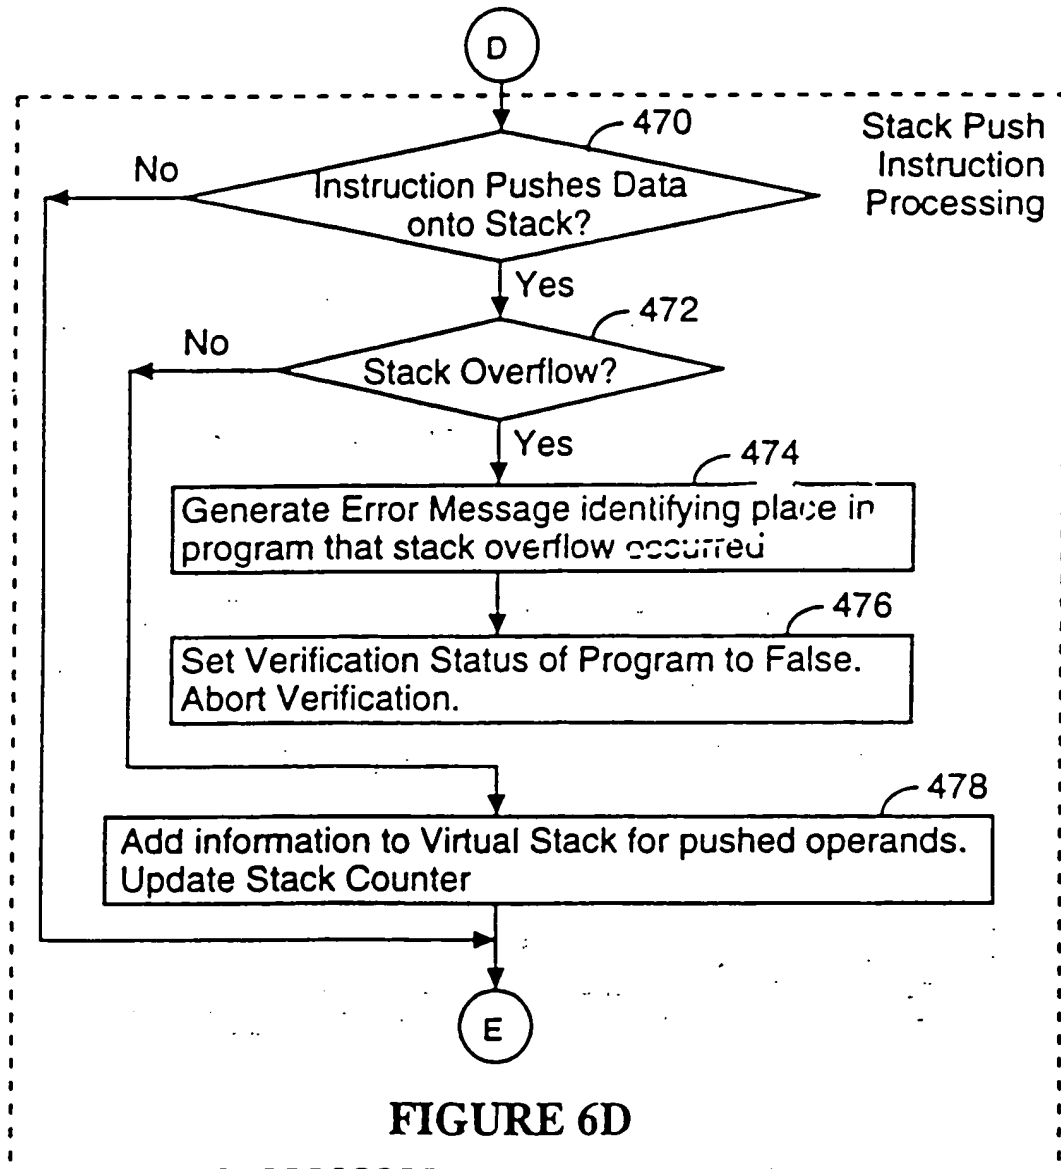 D
470
Stack Push
Instruction
Processing
No
Instruction Pushes Data
onto Stack?
Yes
472
No
Stack Overflow?
Yes
474
Generate Error Message identifying place in
program that stack overflow occurred
476
Set Verification Status of Program to False.
Abort Verification.
478
Add information to Virtual Stack for pushed operands.
Update Stack Counter
E
FIGURE 6D